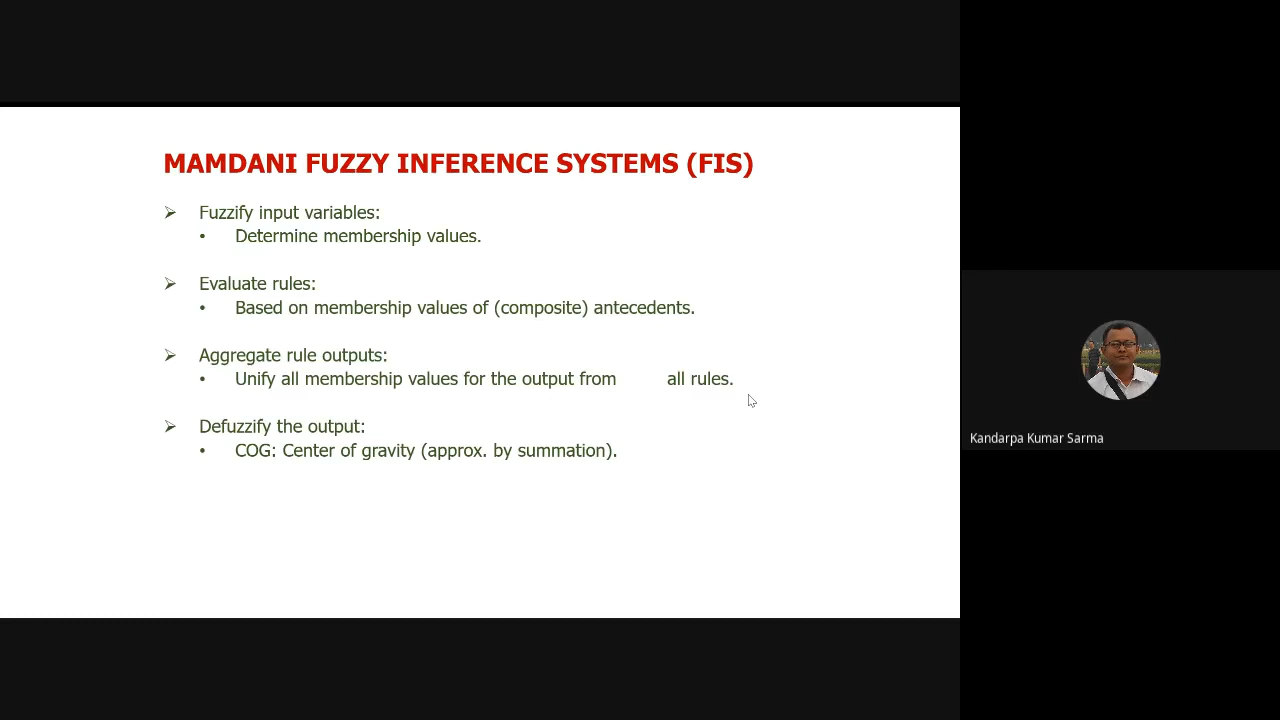 MAMDANI FUZZY INFERENCE SYSTEMS (FIS)
➢ Fuzzify input variables:
• Determine membership values.
➢ Evaluate rules:
• Based on membership values of (composite) antecedents.
➢ Aggregate rule outputs:
• Unify all membership values for the output from all rules.
➢ Defuzzify the output:
• COG: Center of gravity (approx. by summation).
Kandarpa Kumar Sarma